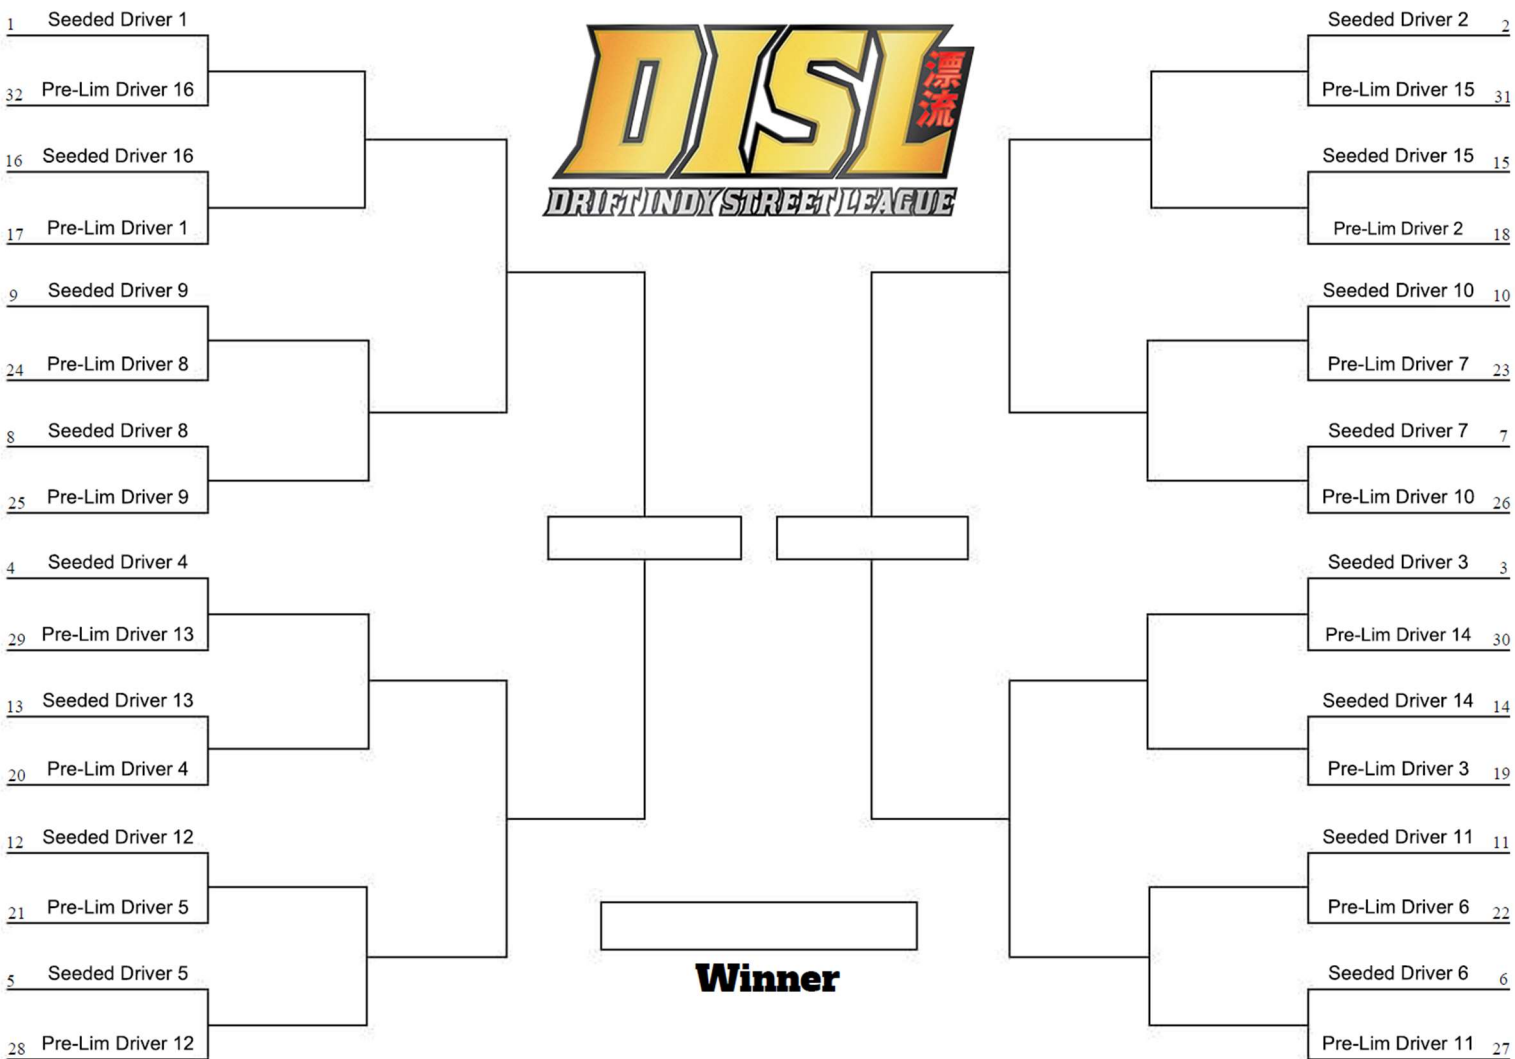 1 Seeded Driver 1
32 Pre-Lim Driver 16
16 Seeded Driver 16
17 Pre-Lim Driver 1
9 Seeded Driver 9
24 Pre-Lim Driver 8
8 Seeded Driver 8
25 Pre-Lim Driver 9
4 Seeded Driver 4
29 Pre-Lim Driver 13
13 Seeded Driver 13
20 Pre-Lim Driver 4
12 Seeded Driver 12
21 Pre-Lim Driver 5
5 Seeded Driver 5
28 Pre-Lim Driver 12
DISL
漂流
DRIFT INDY STREET LEAGUE
Winner
Seeded Driver 2 2
Pre-Lim Driver 15 31
Seeded Driver 15 15
Pre-Lim Driver 2 18
Seeded Driver 10 10
Pre-Lim Driver 7 23
Seeded Driver 7 7
Pre-Lim Driver 10 26
Seeded Driver 3 3
Pre-Lim Driver 14 30
Seeded Driver 14 14
Pre-Lim Driver 3 19
Seeded Driver 11 11
Pre-Lim Driver 6 22
Seeded Driver 6 6
Pre-Lim Driver 11 27